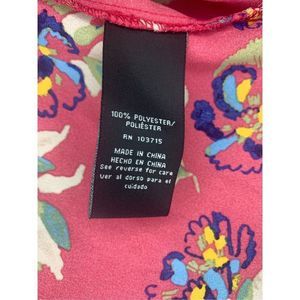 100% POLYESTER/
POLIÉSTER
RN 103715
MADE IN CHINA
HECHO EN CHINA
See reverse for care
ver al dorso para el
cuidado